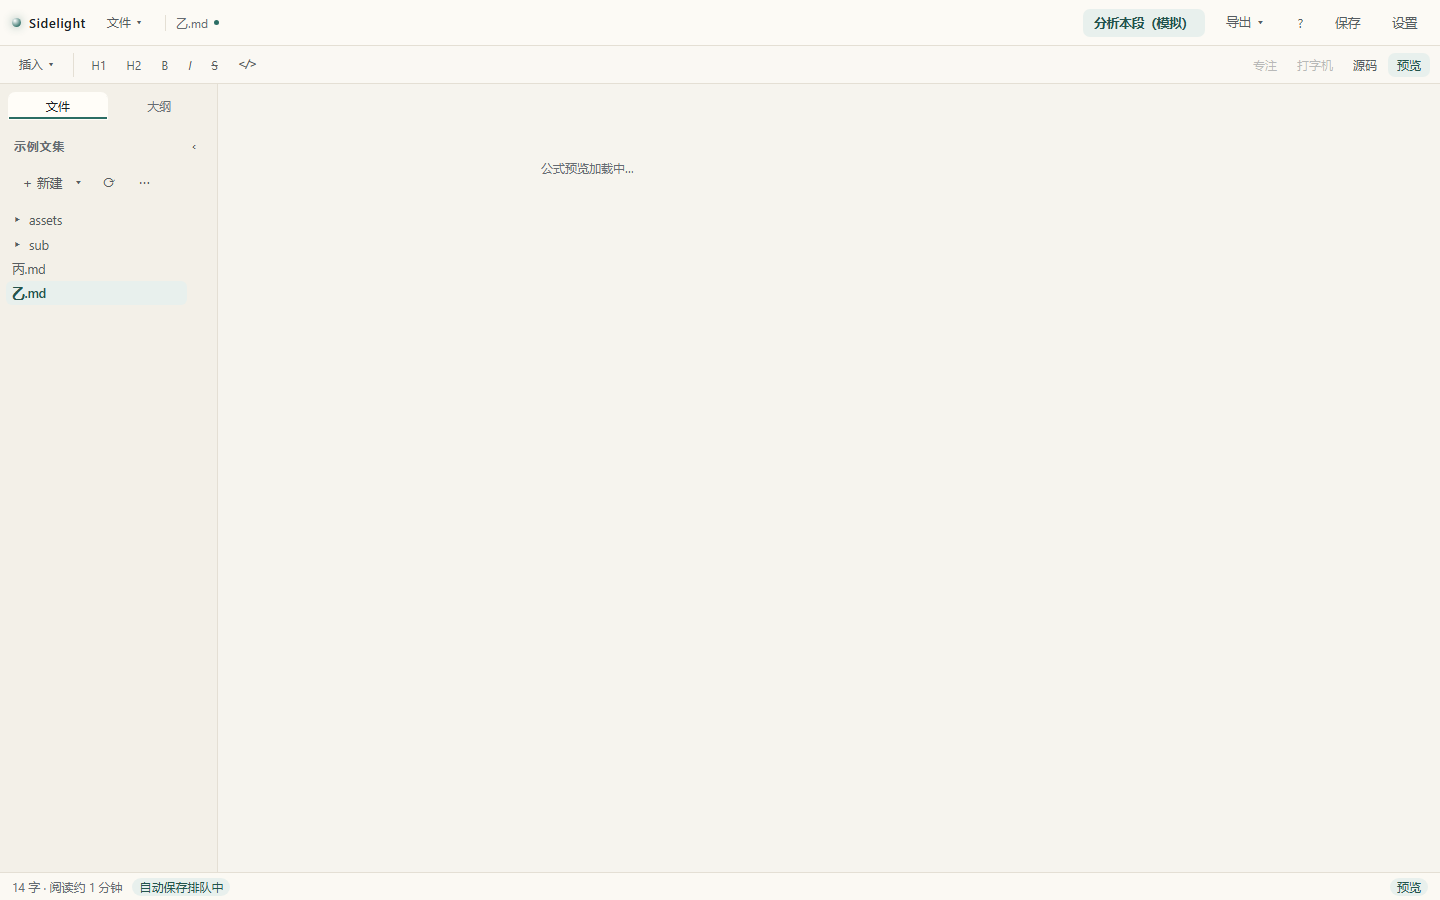 Sidelight 文件 乙.md 分析本段（模拟） 导出 ? 保存 设置
插入 H1 H2 B I S </> 专注 打字机 源码 预览
文件 大纲
示例文集 ‹
+ 新建 ⟳ ···
assets
sub
丙.md
乙.md
公式预览加载中...
14 字 · 阅读约 1 分钟 自动保存排队中 预览